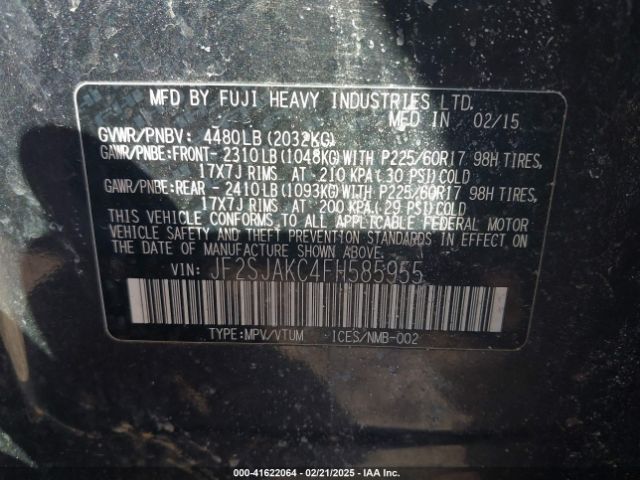 MFD BY FUJI HEAVY INDUSTRIES LTD.
MFD IN 02/15
GVWR/PNBV: 4480LB(2032KG)
GAWR/PNBE:FRONT- 2310LB(1048KG)WITH P225/60R17 98H TIRES,
17X7J RIMS AT 210 KPA(30 PSI)COLD
GAWR/PNBE:REAR - 2410LB(1093KG)WITH P225/60R17 98H TIRES,
17X7J RIMS AT 200 KPA(29 PSI)COLD
THIS VEHICLE CONFORMS TO ALL APPLICABLE FEDERAL MOTOR
VEHICLE SAFETY AND THEFT PREVENTION STANDARDS IN EFFECT
ON THE DATE OF MANUFACTURE SHOWN ABOVE.
VIN: JF2SJAKC4FH585955
TYPE:MPV/VTUM ICES/NMB-002
000-41622064 - 02/21/2025 - IAA Inc.